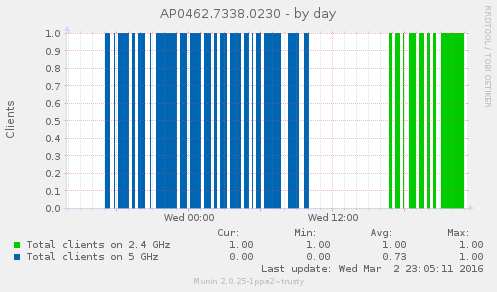 AP0462.7338.0230 - by day
RRDTOOL / TOBI OETIKER
Clients
1.0
0.9
0.8
0.7
0.6
0.5
0.4
0.3
0.2
0.1
0.0
Wed 00:00 Wed 12:00
Cur: Min: Avg: Max:
Total clients on 2.4 GHz 1.00 1.00 1.00 1.00
Total clients on 5 GHz 0.00 0.00 0.73 1.00
Last update: Wed Mar 2 23:05:11 2016
Munin 2.0.25-1ppa2~trusty